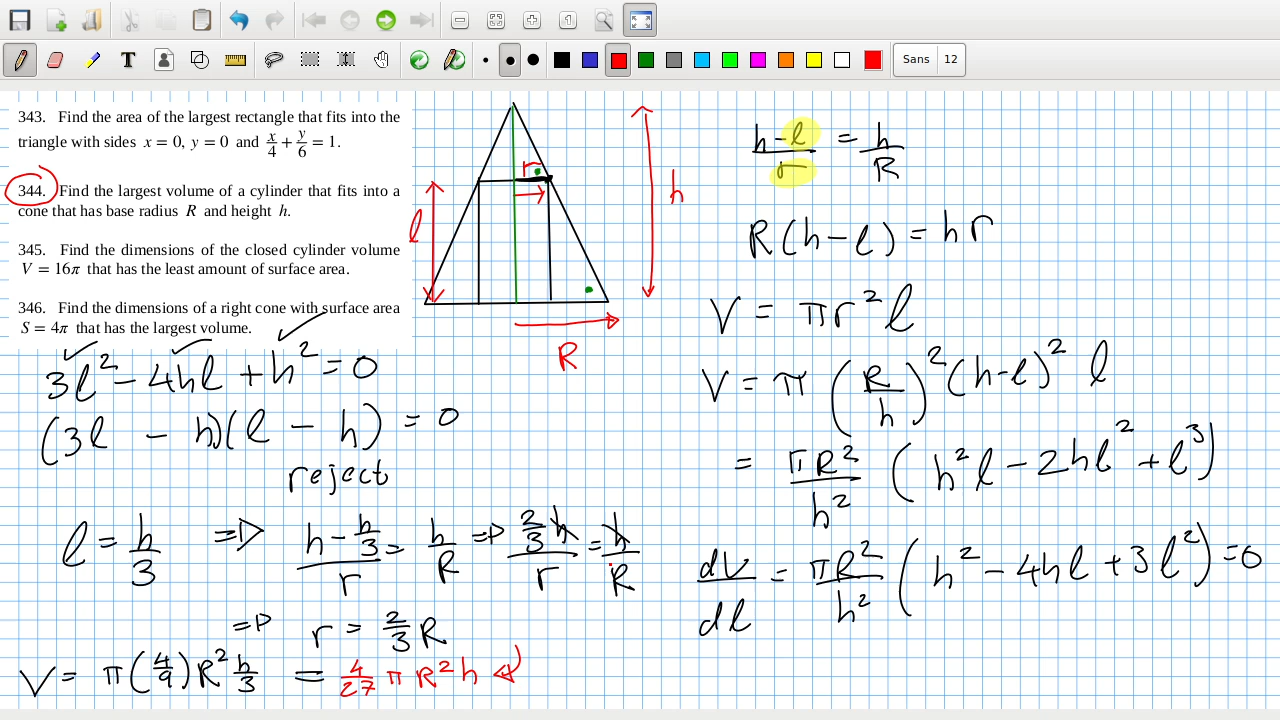 Sans 12
343. Find the area of the largest rectangle that fits into the
triangle with sides x = 0, y = 0 and x/4 + y/6 = 1.
344. Find the largest volume of a cylinder that fits into a
cone that has base radius R and height h.
345. Find the dimensions of the closed cylinder volume
V = 16π that has the least amount of surface area.
346. Find the dimensions of a right cone with surface area
S = 4π that has the largest volume.
r
l
h
R
3l² - 4hl + h² = 0
(3l - h)(l - h) = 0
reject
l = h/3 ⇒ (h - h/3)/r = h/R ⇒ (2/3 h)/r = h/R
⇒ r = 2/3 R
V = π(4/9)R² h/3 = 4/27 π R² h
(h-l)/r = h/R
R(h-l) = hr
V = πr²l
V = π (R/h)² (h-l)² l
= πR²/h² (h²l - 2hl² + l³)
dV/dl = πR²/h² (h² - 4hl + 3l²) = 0